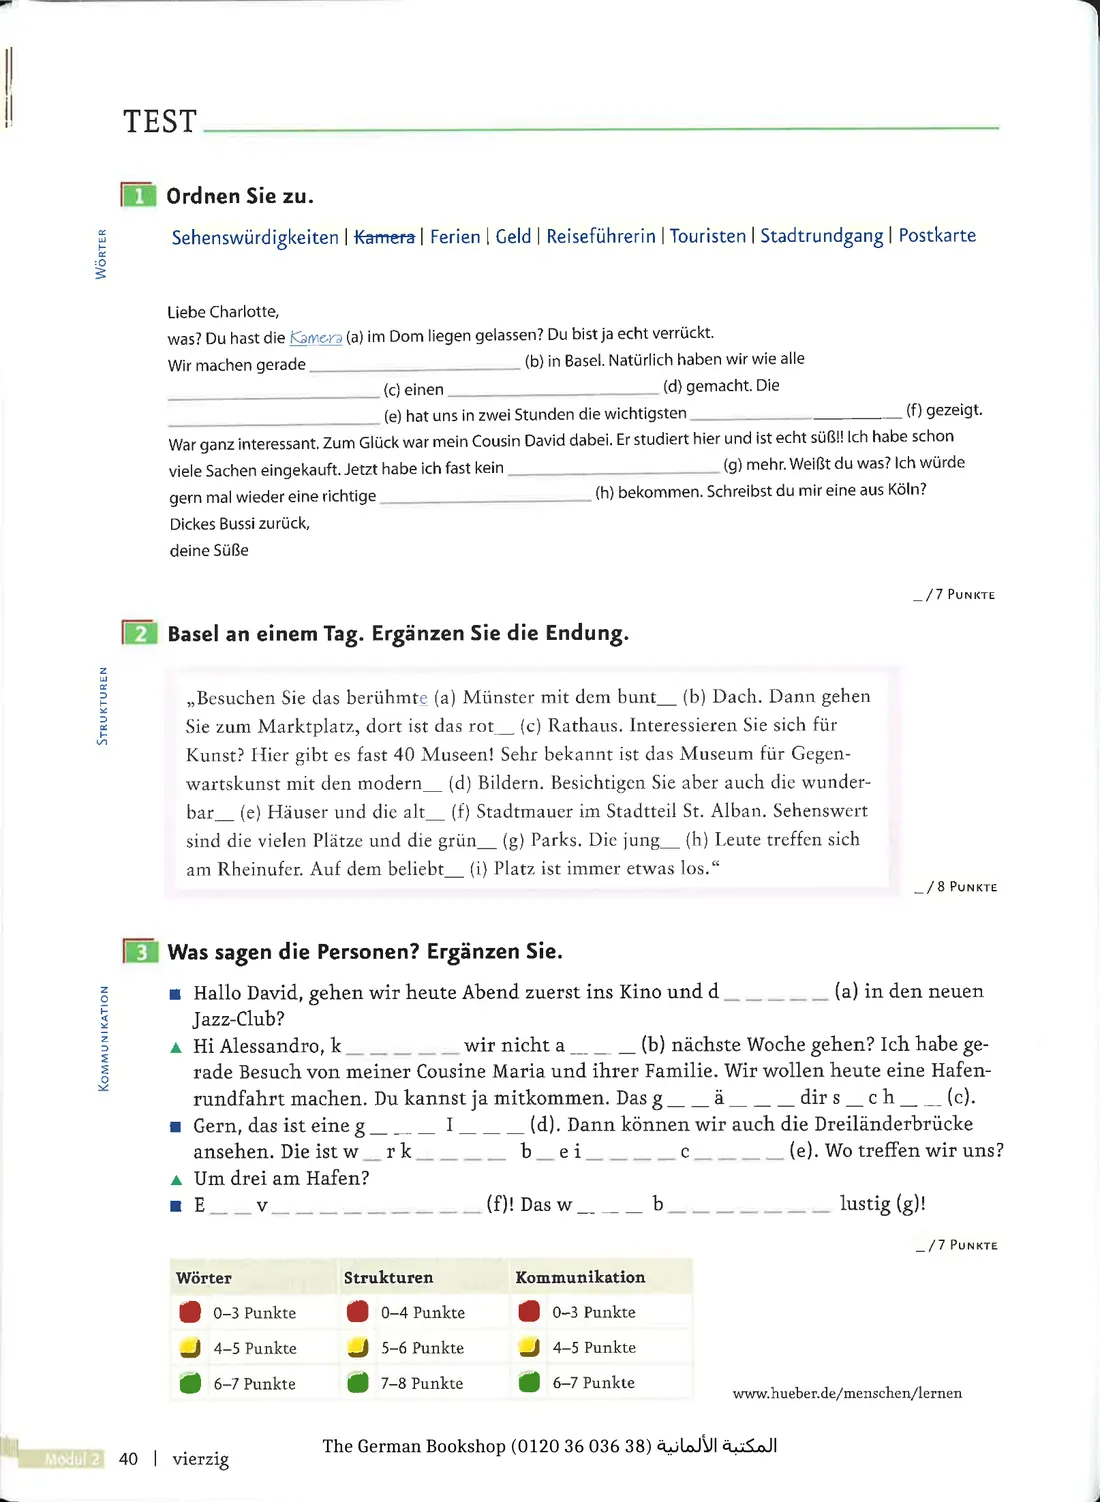 TEST
1 Ordnen Sie zu.
WÖRTER
Sehenswürdigkeiten | Kamera | Ferien | Geld | Reiseführerin | Touristen | Stadtrundgang | Postkarte
Liebe Charlotte,
was? Du hast die Kamera (a) im Dom liegen gelassen? Du bist ja echt verrückt.
Wir machen gerade ____________ (b) in Basel. Natürlich haben wir wie alle
____________ (c) einen ____________ (d) gemacht. Die
____________ (e) hat uns in zwei Stunden die wichtigsten ____________ (f) gezeigt.
War ganz interessant. Zum Glück war mein Cousin David dabei. Er studiert hier und ist echt süß!! Ich habe schon
viele Sachen eingekauft. Jetzt habe ich fast kein ____________ (g) mehr. Weißt du was? Ich würde
gern mal wieder eine richtige ____________ (h) bekommen. Schreibst du mir eine aus Köln?
Dickes Bussi zurück,
deine Süße
_ / 7 PUNKTE
2 Basel an einem Tag. Ergänzen Sie die Endung.
STRUKTUREN
„Besuchen Sie das berühmte (a) Münster mit dem bunt__ (b) Dach. Dann gehen
Sie zum Marktplatz, dort ist das rot__ (c) Rathaus. Interessieren Sie sich für
Kunst? Hier gibt es fast 40 Museen! Sehr bekannt ist das Museum für Gegen-
wartskunst mit den modern__ (d) Bildern. Besichtigen Sie aber auch die wunder-
bar__ (e) Häuser und die alt__ (f) Stadtmauer im Stadtteil St. Alban. Sehenswert
sind die vielen Plätze und die grün__ (g) Parks. Die jung__ (h) Leute treffen sich
am Rheinufer. Auf dem beliebt__ (i) Platz ist immer etwas los.“
_ / 8 PUNKTE
3 Was sagen die Personen? Ergänzen Sie.
KOMMUNIKATION
■ Hallo David, gehen wir heute Abend zuerst ins Kino und d _ _ _ _ _ (a) in den neuen
Jazz-Club?
▲ Hi Alessandro, k _ _ _ _ _ wir nicht a _ _ _ (b) nächste Woche gehen? Ich habe ge-
rade Besuch von meiner Cousine Maria und ihrer Familie. Wir wollen heute eine Hafen-
rundfahrt machen. Du kannst ja mitkommen. Das g _ _ ä _ _ _ dir s _ c h _ _ (c).
■ Gern, das ist eine g _ _ _ I _ _ _ (d). Dann können wir auch die Dreiländerbrücke
ansehen. Die ist w _ r k _ _ _ _ b _ e i _ _ _ _ c _ _ _ _ (e). Wo treffen wir uns?
▲ Um drei am Hafen?
■ E _ _ v _ _ _ _ _ _ _ _ _ _ (f)! Das w _ _ _ b _ _ _ _ _ _ _ _ lustig (g)!
_ / 7 PUNKTE
Wörter Strukturen Kommunikation
0–3 Punkte 0–4 Punkte 0–3 Punkte
4–5 Punkte 5–6 Punkte 4–5 Punkte
6–7 Punkte 7–8 Punkte 6–7 Punkte
www.hueber.de/menschen/lernen
Modul 2 40 | vierzig
The German Bookshop (0120 36 036 38) المكتبة الألمانية